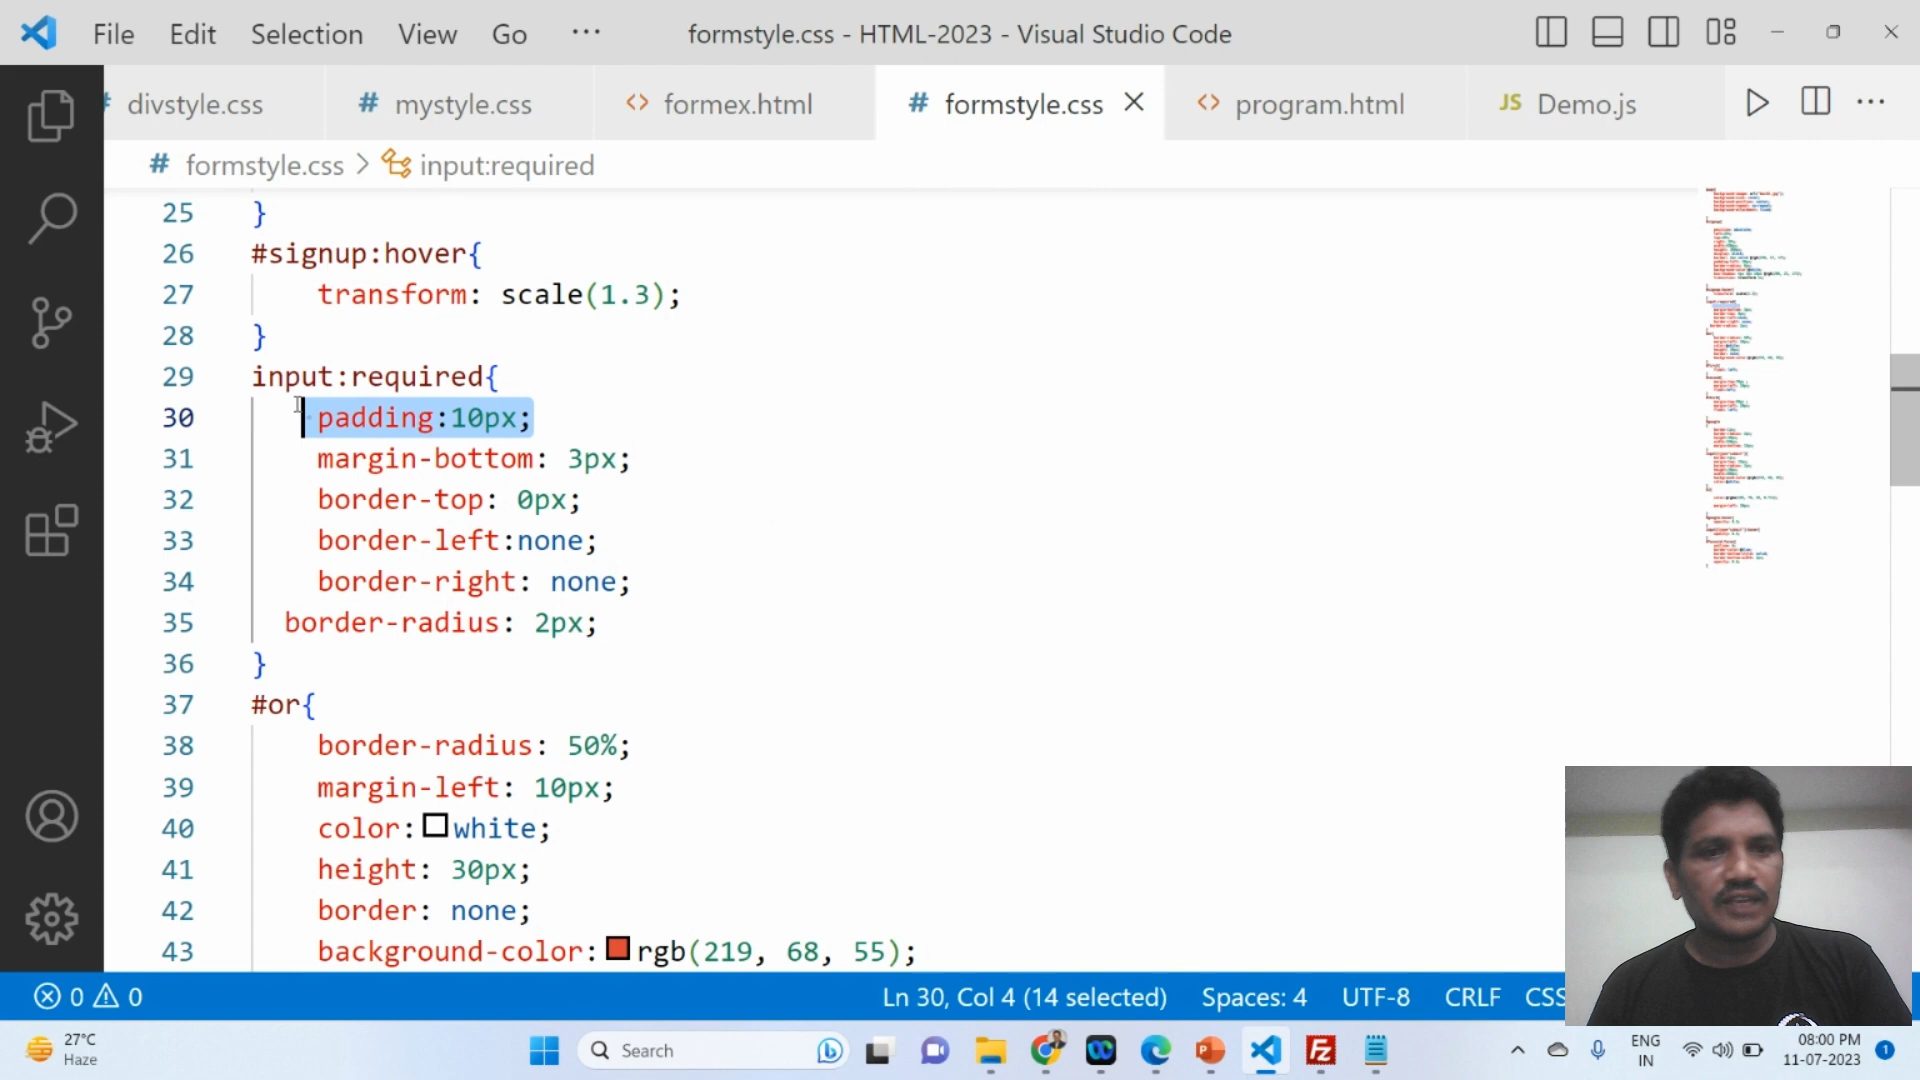 File Edit Selection View Go ··· formstyle.css - HTML-2023 - Visual Studio Code
# divstyle.css # mystyle.css <> formex.html # formstyle.css <> program.html JS Demo.js ···
# formstyle.css > input:required
25 }
26 #signup:hover{
27 transform: scale(1.3);
28 }
29 input:required{
30 padding:10px;
31 margin-bottom: 3px;
32 border-top: 0px;
33 border-left:none;
34 border-right: none;
35 border-radius: 2px;
36 }
37 #or{
38 border-radius: 50%;
39 margin-left: 10px;
40 color:white;
41 height: 30px;
42 border: none;
43 background-color:rgb(219, 68, 55);
0 0 Ln 30, Col 4 (14 selected) Spaces: 4 UTF-8 CRLF CSS
27°C
Haze
Search
ENG
IN
08:00 PM
11-07-2023
1